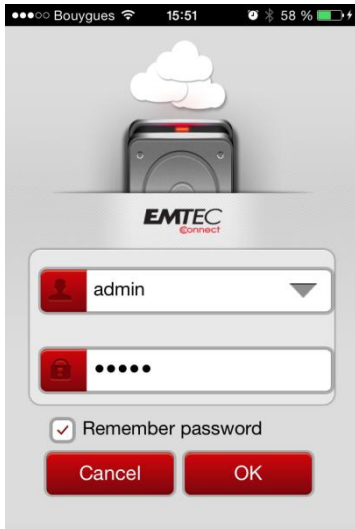 Bouygues 15:51 58 %
EMTEC
Connect
admin
•••••
Remember password
Cancel OK